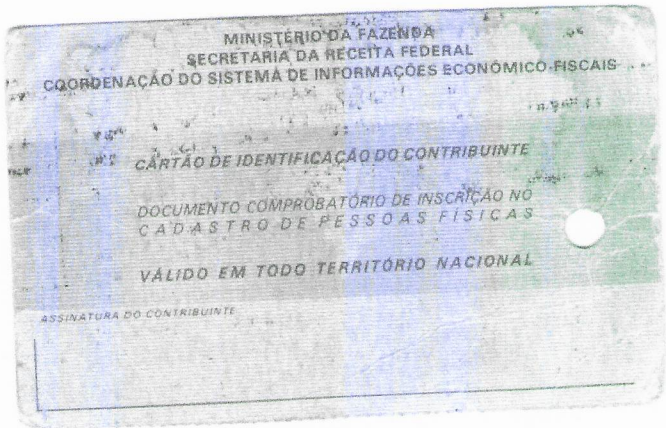 MINISTÉRIO DA FAZENDA
SECRETARIA DA RECEITA FEDERAL
COORDENAÇÃO DO SISTEMA DE INFORMAÇÕES ECONÔMICO-FISCAIS
CARTÃO DE IDENTIFICAÇÃO DO CONTRIBUINTE
DOCUMENTO COMPROBATÓRIO DE INSCRIÇÃO NO
CADASTRO DE PESSOAS FÍSICAS
VÁLIDO EM TODO TERRITÓRIO NACIONAL
ASSINATURA DO CONTRIBUINTE